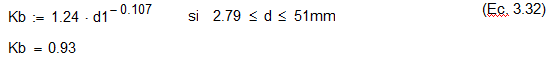 Kb := 1.24 · d1^−0.107 si 2.79 ≤ d ≤ 51mm (Ec. 3.32)
Kb = 0.93